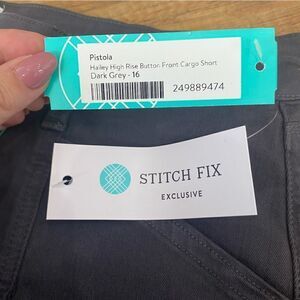 Pistola
Hailey High Rise Button Front Cargo Short
Dark Grey - 16
249889474
STITCH FIX
EXCLUSIVE